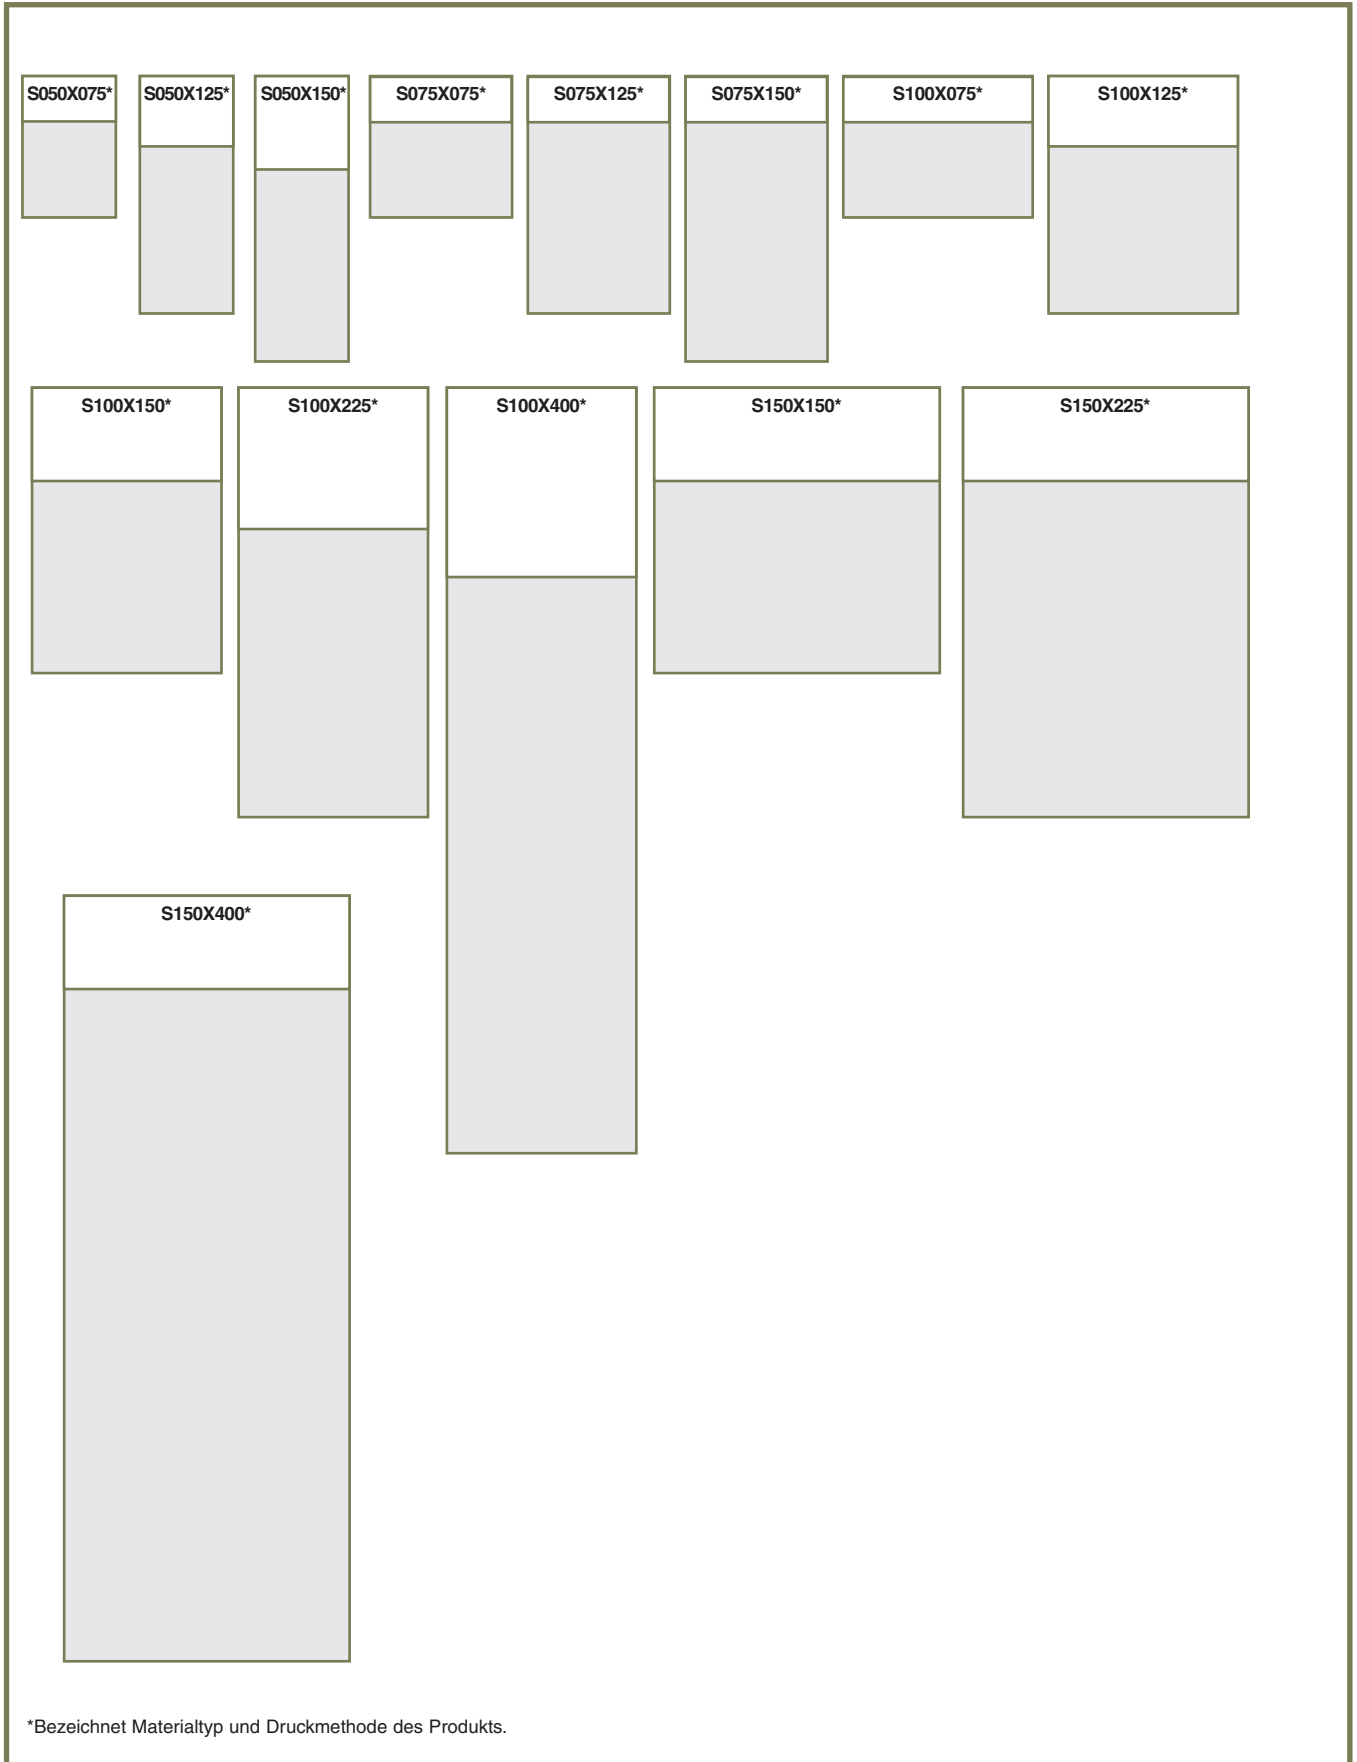 S050X075*
S050X125*
S050X150*
S075X075*
S075X125*
S075X150*
S100X075*
S100X125*
S100X150*
S100X225*
S100X400*
S150X150*
S150X225*
S150X400*
*Bezeichnet Materialtyp und Druckmethode des Produkts.